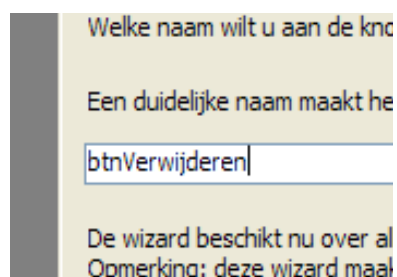 Welke naam wilt u aan de kno
Een duidelijke naam maakt he
btnVerwijderen
De wizard beschikt nu over al
Opmerking: deze wizard maak